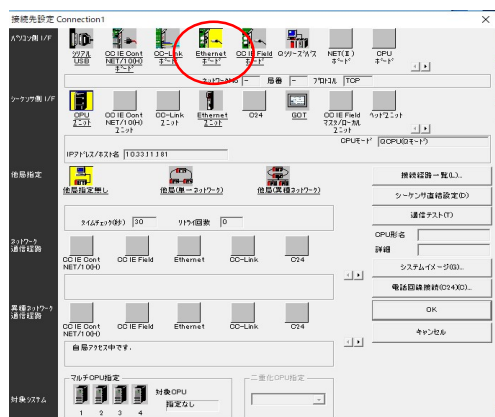 接続先設定 Connection1
パソコン側 I/F
シリアル USB
CC IE Cont NET/10(H) ボード
CC-Link ボード
Ethernet ボード
CC IE Field ボード
Qシリーズバス
NET(Ⅱ) ボード
CPU ボード
ネットワークNO - 局番 - プロトコル TOP
シーケンサ側 I/F
CPU ユニット
CC IE Cont NET/10(H) ユニット
CC-Link ユニット
Ethernet ユニット
C24
GOT
CC IE Field マスタ/ローカル ユニット
ヘッドユニット
CPUモード QCPU(Qモード)
IPアドレス/ホスト名 10.33.11.181
他局指定
他局指定無し
他局(単一ネットワーク)
他局(異種ネットワーク)
タイムチェック(秒) 30 リトライ回数 0
ネットワーク 通信経路
CC IE Cont NET/10(H)
CC IE Field
Ethernet
CC-Link
C24
異種ネットワーク 通信経路
CC IE Cont NET/10(H)
CC IE Field
Ethernet
CC-Link
C24
自局アクセス中です.
対象システム
マルチCPU指定
1 2 3 4
対象CPU
指定なし
二重化CPU指定
接続経路一覧(L)...
シーケンサ直結設定(D)
通信テスト(T)
CPU形名
詳細
システムイメージ(G)...
電話回線接続(C24)(C)...
OK
キャンセル